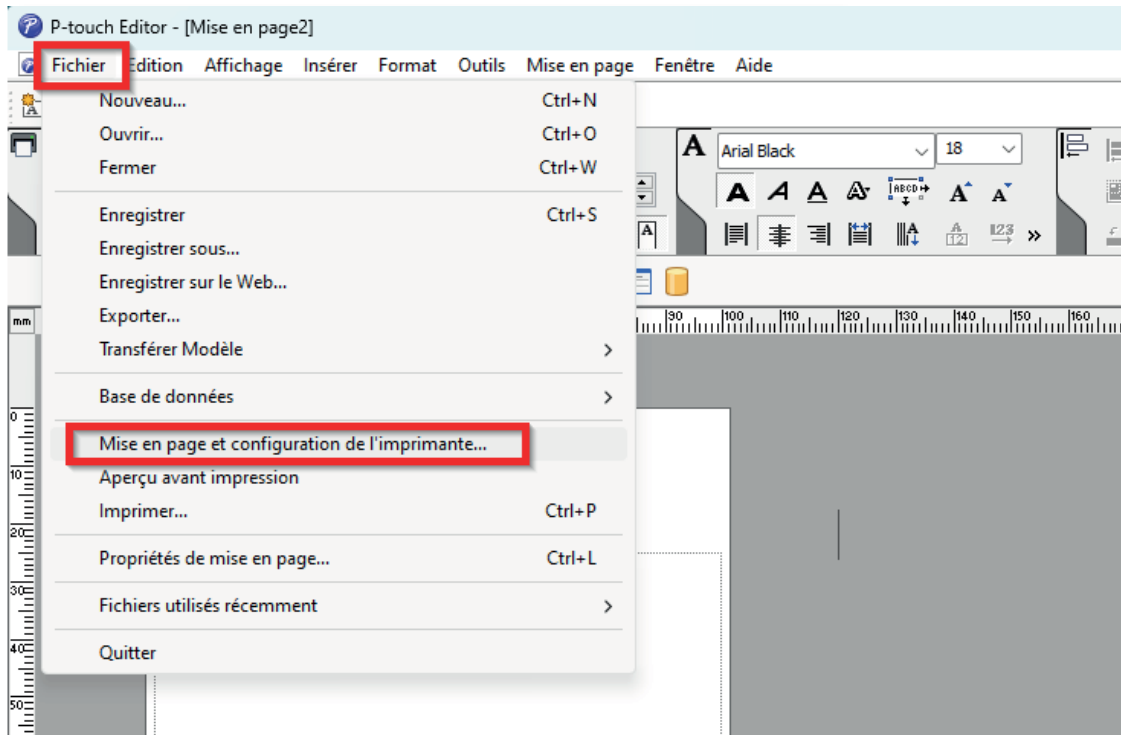 P-touch Editor - [Mise en page2]
Fichier Edition Affichage Insérer Format Outils Mise en page Fenêtre Aide
Nouveau... Ctrl+N
Ouvrir... Ctrl+O
Fermer Ctrl+W
Arial Black 18
Enregistrer Ctrl+S
Enregistrer sous...
Enregistrer sur le Web...
Exporter...
mm 90 100 110 120 130 140 150 160
Transférer Modèle
Base de données
0
Mise en page et configuration de l'imprimante...
10
Aperçu avant impression
Imprimer... Ctrl+P
20
Propriétés de mise en page... Ctrl+L
30
Fichiers utilisés récemment
40
Quitter
50